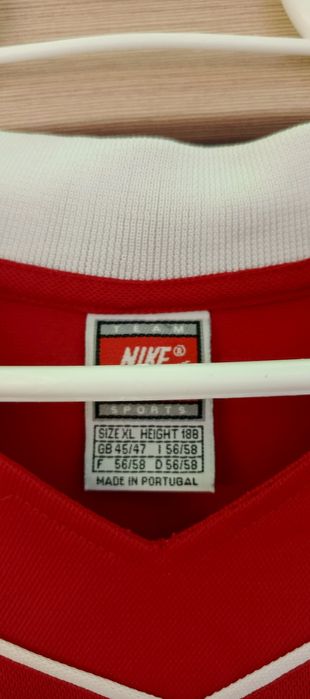 TEAM
NIKE®
SPORTS
SIZE XL HEIGHT 188
GB 45/47 I 56/58
F 56/58 D 56/58
MADE IN PORTUGAL